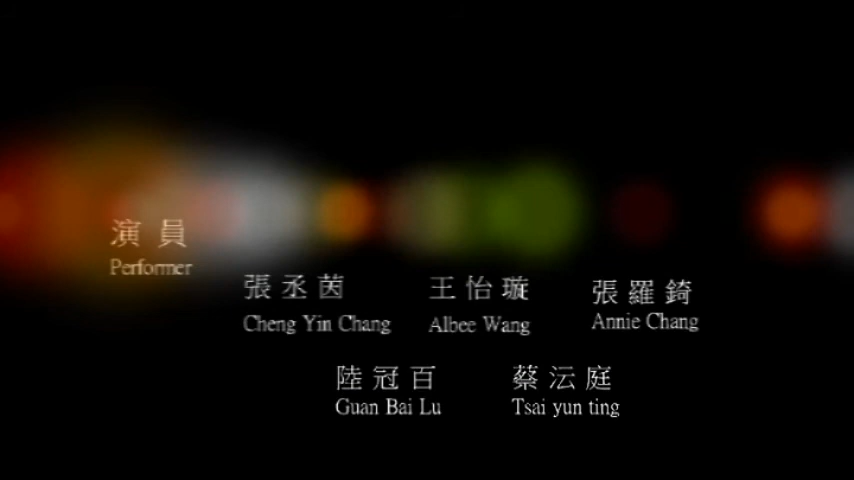 演員
Performer
張丞茵 王怡璇 張羅錡
Cheng Yin Chang Albee Wang Annie Chang
陸冠百 蔡沄庭
Guan Bai Lu Tsai yun ting